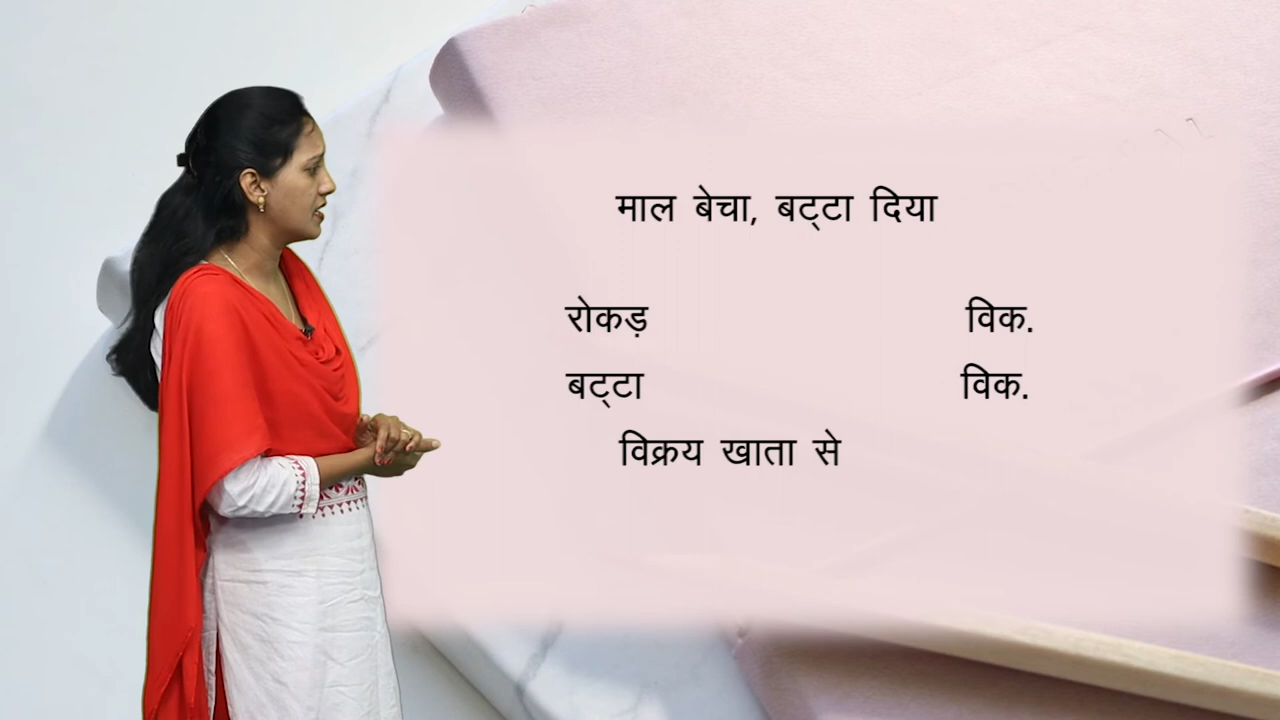 माल बेचा, बट्टा दिया
रोकड़ विक.
बट्टा विक.
विक्रय खाता से